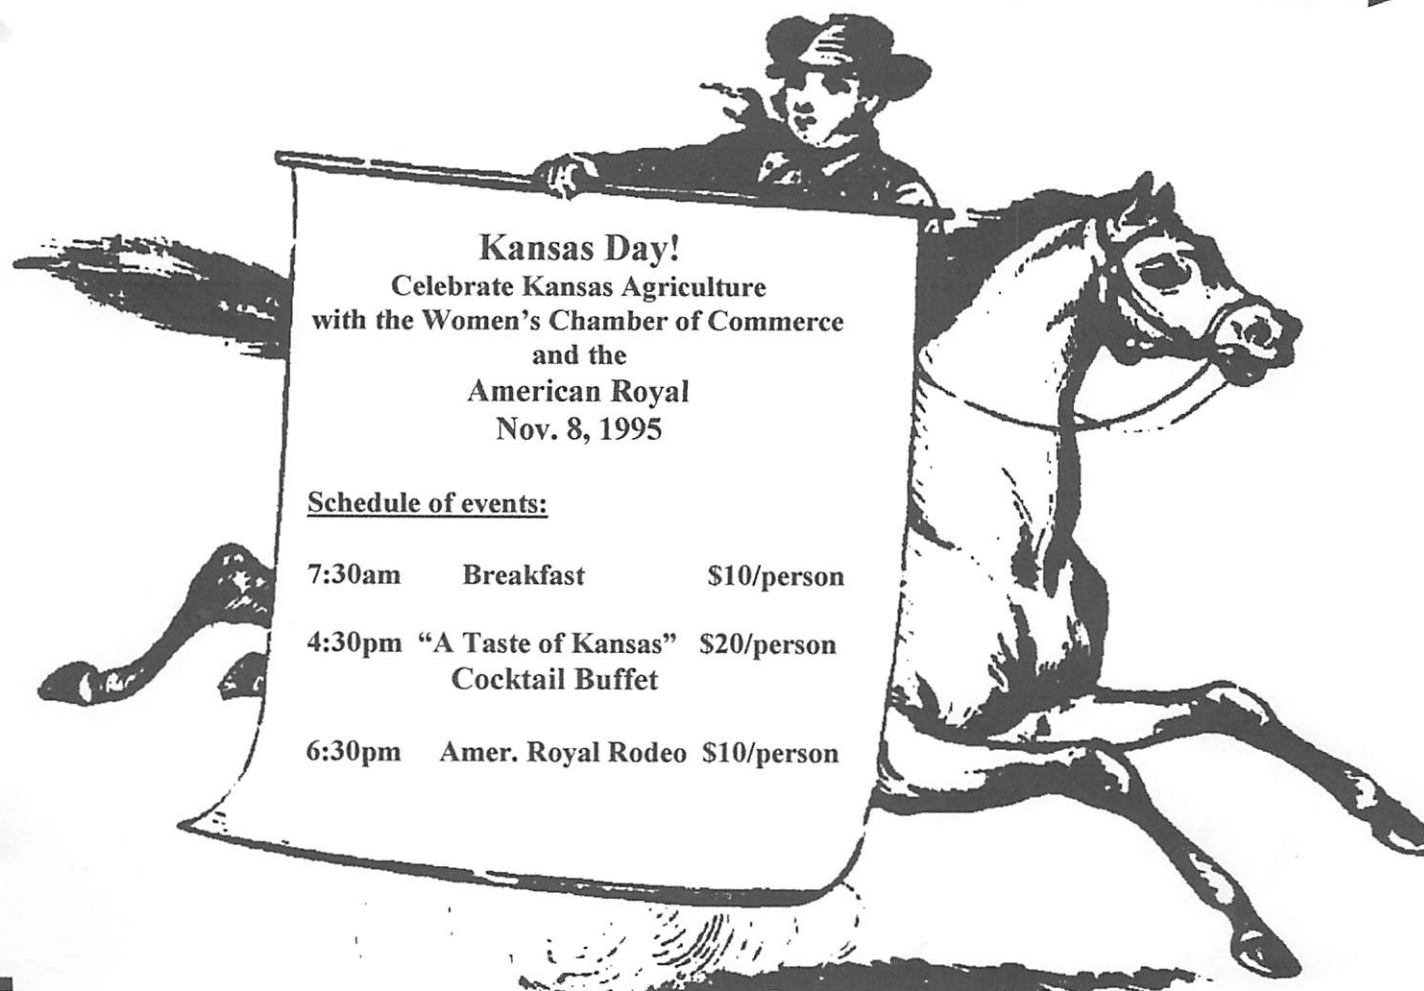 Kansas Day!
Celebrate Kansas Agriculture
with the Women's Chamber of Commerce
and the
American Royal
Nov. 8, 1995
Schedule of events:
7:30am Breakfast $10/person
4:30pm "A Taste of Kansas" $20/person
Cocktail Buffet
6:30pm Amer. Royal Rodeo $10/person